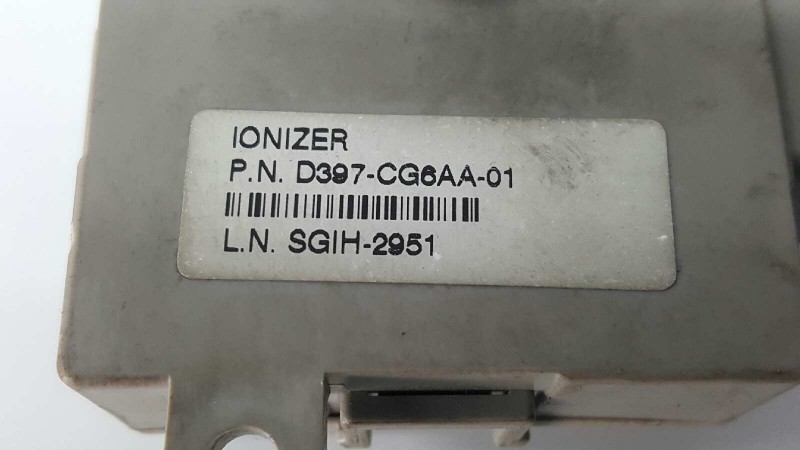 IONIZER
P.N. D397-CG6AA-01
L.N. SGIH-2951